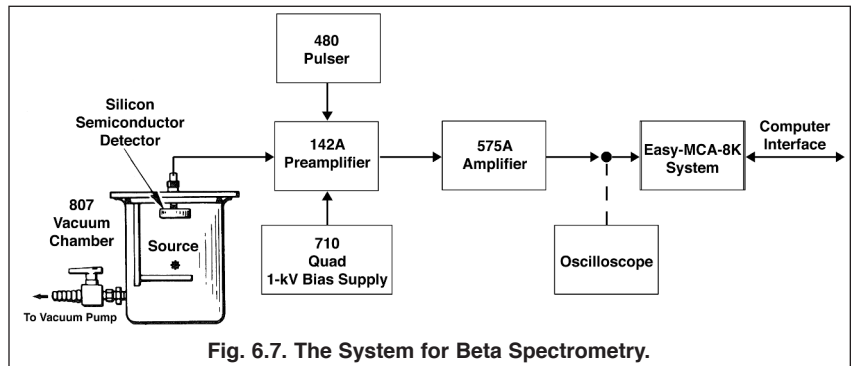 480
Pulser
Silicon
Semiconductor
Detector
142A
Preamplifier
575A
Amplifier
Easy-MCA-8K
System
Computer
Interface
807
Vacuum
Chamber
Source
710
Quad
1-kV Bias Supply
Oscilloscope
To Vacuum Pump
Fig. 6.7. The System for Beta Spectrometry.